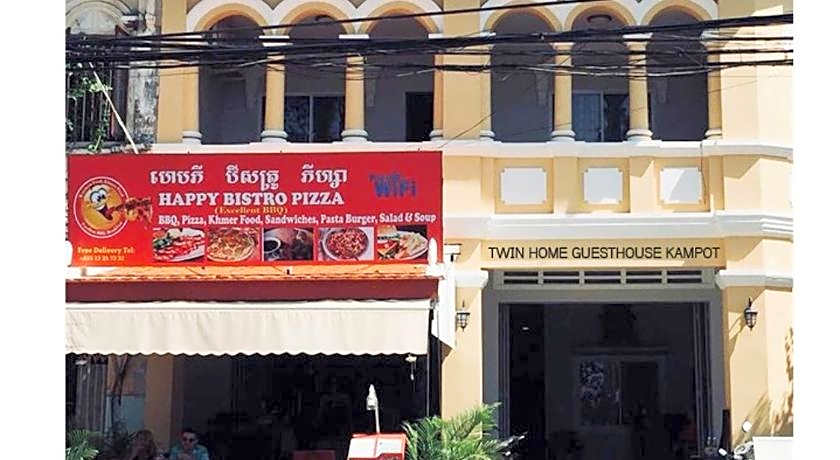 ហេបភី ប៊ីសត្រូ ភីហ្សា
WiFi
HAPPY BISTRO PIZZA
(Excellent BBQ)
BBQ, Pizza, Khmer Food, Sandwiches, Pasta Burger, Salad & Soup
Free Delivery Tel:
TWIN HOME GUESTHOUSE KAMPOT